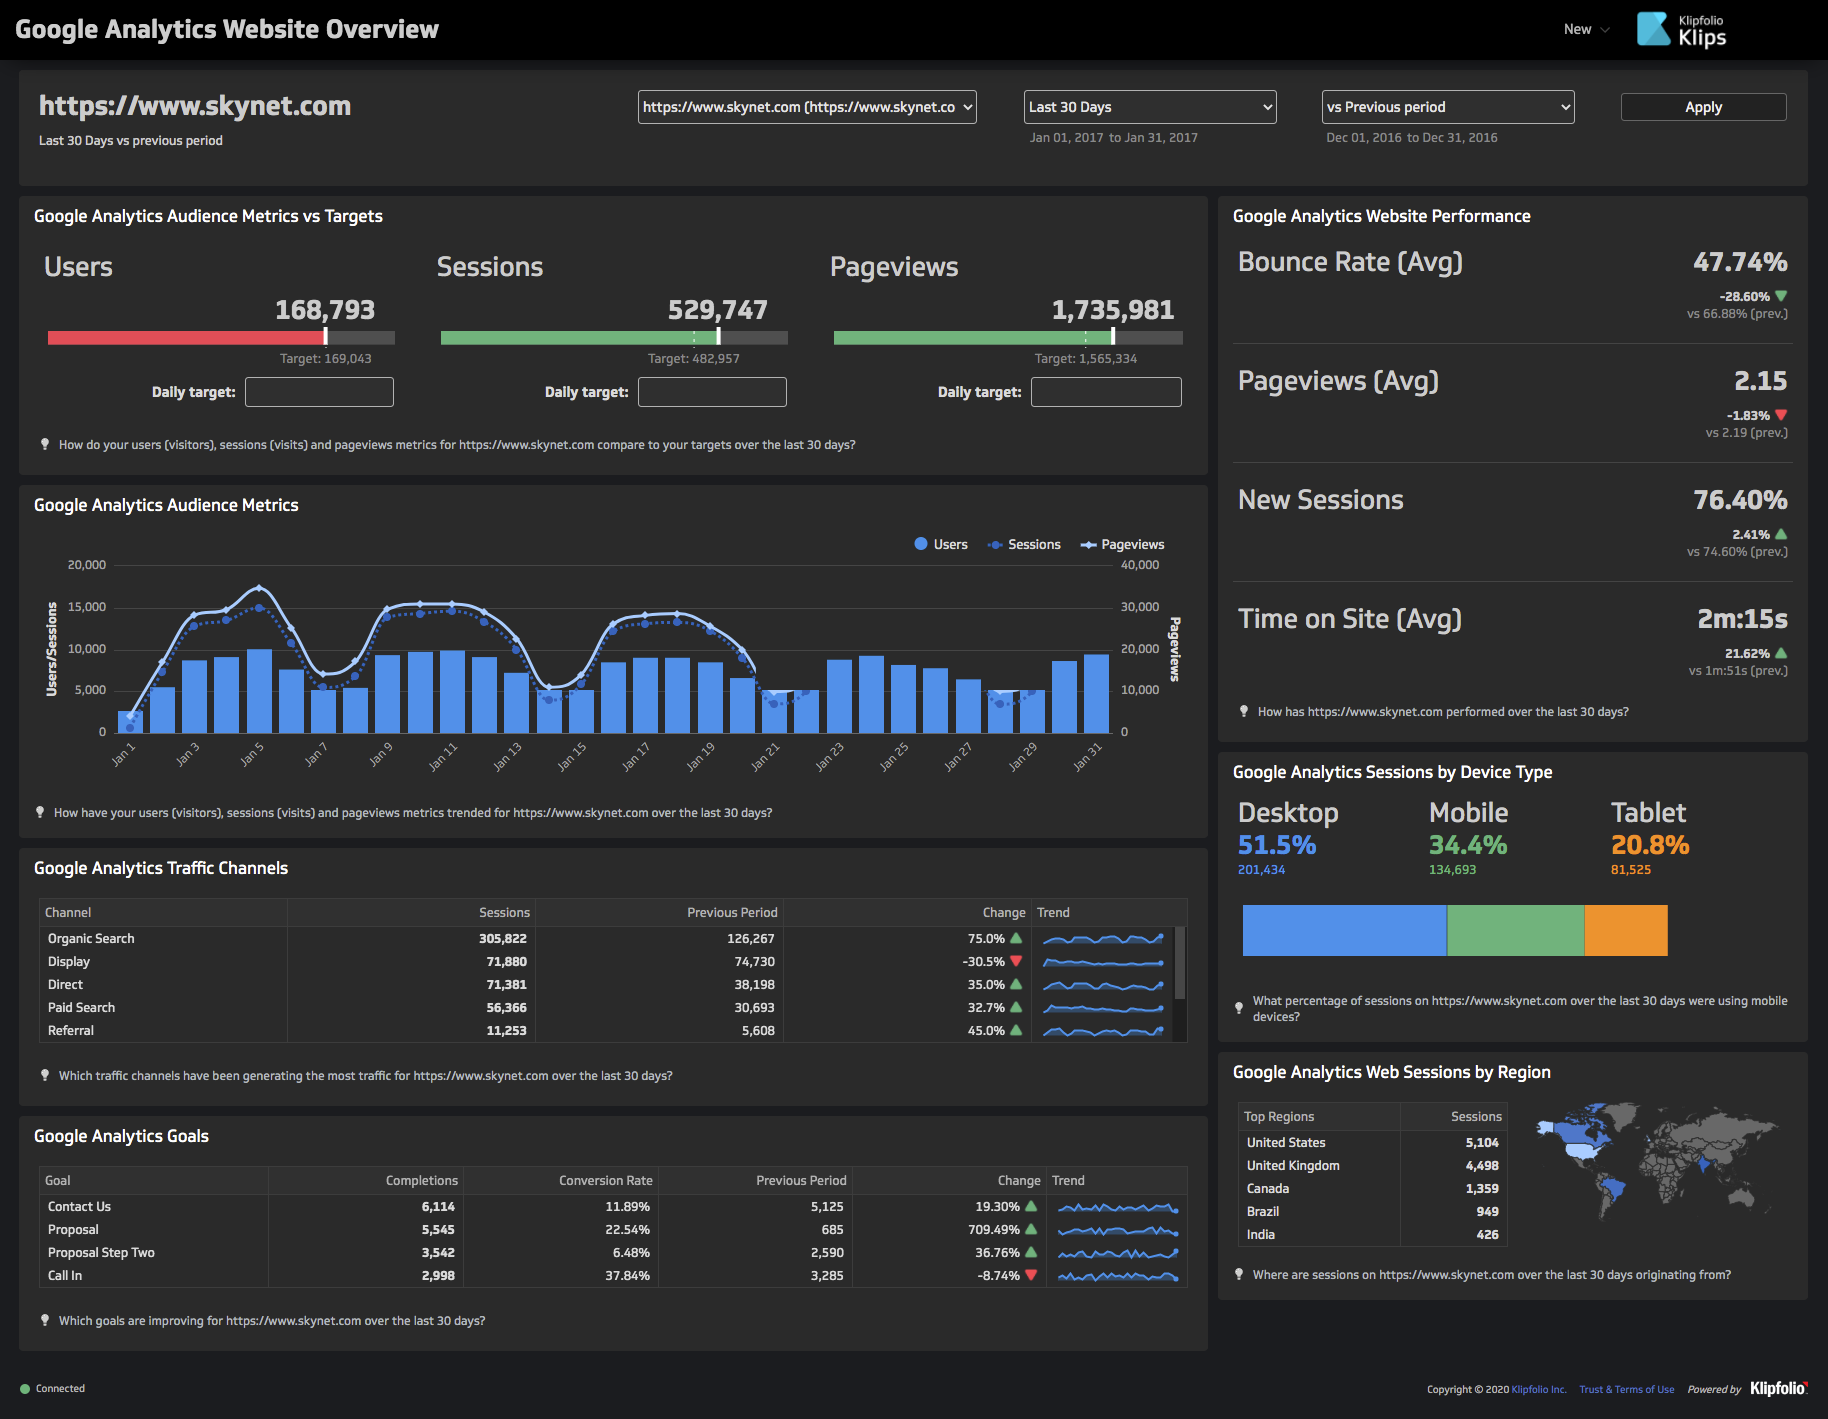 Google Analytics Website Overview
New
Klipfolio
Klips
https://www.skynet.com
Last 30 Days vs previous period
https://www.skynet.com (https://www.skynet.co
Last 30 Days
vs Previous period
Apply
Jan 01, 2017 to Jan 31, 2017
Dec 01, 2016 to Dec 31, 2016
Google Analytics Audience Metrics vs Targets
Users
168,793
Target: 169,043
Daily target:
Sessions
529,747
Target: 482,957
Daily target:
Pageviews
1,735,981
Target: 1,565,334
Daily target:
How do your users (visitors), sessions (visits) and pageviews metrics for https://www.skynet.com compare to your targets over the last 30 days?
Google Analytics Audience Metrics
Users Sessions Pageviews
20,000
15,000
10,000
5,000
0
Users/Sessions
40,000
30,000
20,000
10,000
0
Pageviews
Jan 1 Jan 3 Jan 5 Jan 7 Jan 9 Jan 11 Jan 13 Jan 15 Jan 17 Jan 19 Jan 21 Jan 23 Jan 25 Jan 27 Jan 29 Jan 31
How have your users (visitors), sessions (visits) and pageviews metrics trended for https://www.skynet.com over the last 30 days?
Google Analytics Traffic Channels
Channel Sessions Previous Period Change Trend
Organic Search 305,822 126,267 75.0%
Display 71,880 74,730 -30.5%
Direct 71,381 38,198 35.0%
Paid Search 56,366 30,693 32.7%
Referral 11,253 5,608 45.0%
Which traffic channels have been generating the most traffic for https://www.skynet.com over the last 30 days?
Google Analytics Goals
Goal Completions Conversion Rate Previous Period Change Trend
Contact Us 6,114 11.89% 5,125 19.30%
Proposal 5,545 22.54% 685 709.49%
Proposal Step Two 3,542 6.48% 2,590 36.76%
Call In 2,998 37.84% 3,285 -8.74%
Which goals are improving for https://www.skynet.com over the last 30 days?
Google Analytics Website Performance
Bounce Rate (Avg) 47.74%
-28.60%
vs 66.88% (prev.)
Pageviews (Avg) 2.15
-1.83%
vs 2.19 (prev.)
New Sessions 76.40%
2.41%
vs 74.60% (prev.)
Time on Site (Avg) 2m:15s
21.62%
vs 1m:51s (prev.)
How has https://www.skynet.com performed over the last 30 days?
Google Analytics Sessions by Device Type
Desktop Mobile Tablet
51.5% 34.4% 20.8%
201,434 134,693 81,525
What percentage of sessions on https://www.skynet.com over the last 30 days were using mobile
devices?
Google Analytics Web Sessions by Region
Top Regions Sessions
United States 5,104
United Kingdom 4,498
Canada 1,359
Brazil 949
India 426
Where are sessions on https://www.skynet.com over the last 30 days originating from?
Connected
Copyright © 2020 Klipfolio Inc. Trust & Terms of Use Powered by Klipfolio